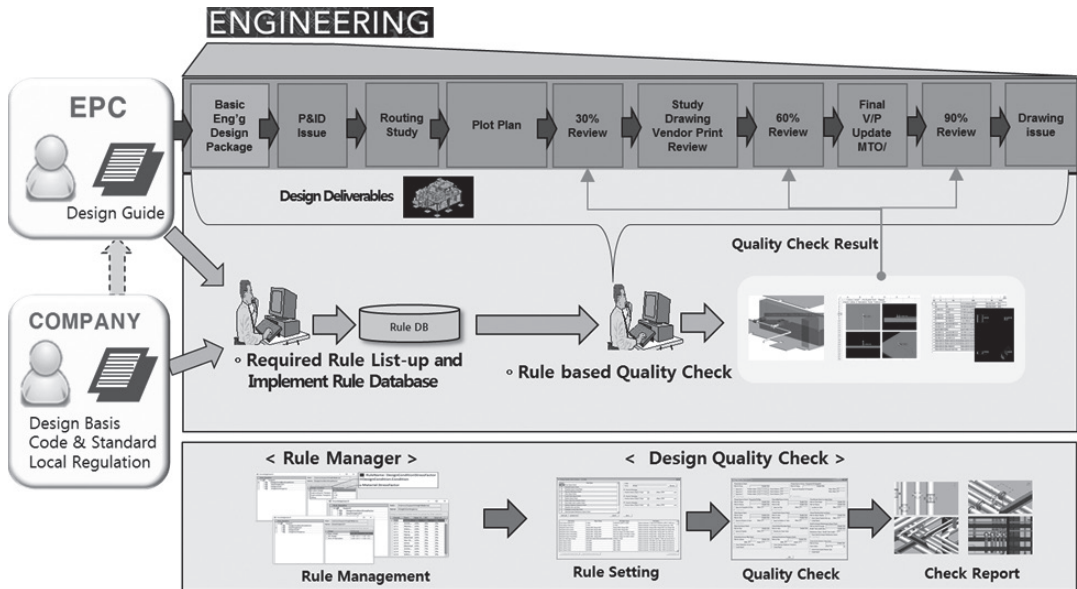 ENGINEERING
EPC
Design Guide
COMPANY
Design Basis
Code & Standard
Local Regulation
Basic
Eng'g
Design
Package
P&ID
Issue
Routing
Study
Plot Plan
30%
Review
Study
Drawing
Vendor Print
Review
60%
Review
Final
V/P
Update
MTO/
90%
Review
Drawing
issue
Design Deliverables
Quality Check Result
Rule DB
Required Rule List-up and
Implement Rule Database
Rule based Quality Check
< Rule Manager >
< Design Quality Check >
Rule Management
Rule Setting
Quality Check
Check Report